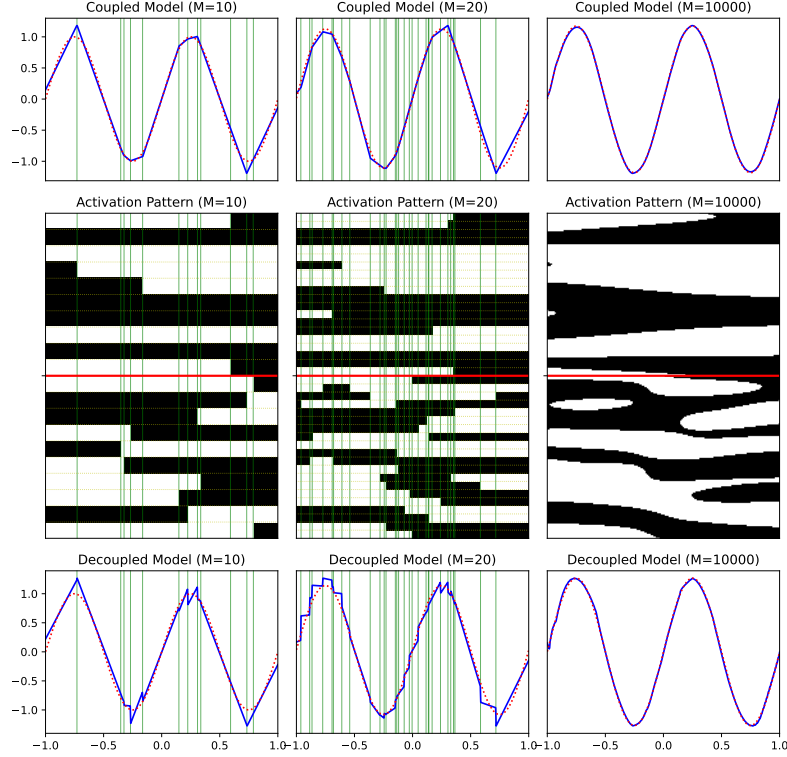 Coupled Model (M=10) Coupled Model (M=20) Coupled Model (M=10000)
1.0
0.5
0.0
−0.5
−1.0
Activation Pattern (M=10) Activation Pattern (M=20) Activation Pattern (M=10000)
Decoupled Model (M=10) Decoupled Model (M=20) Decoupled Model (M=10000)
1.0
0.5
0.0
−0.5
−1.0
−1.0 −0.5 0.0 0.5 1.0 −1.0 −0.5 0.0 0.5 1.0 −1.0 −0.5 0.0 0.5 1.0